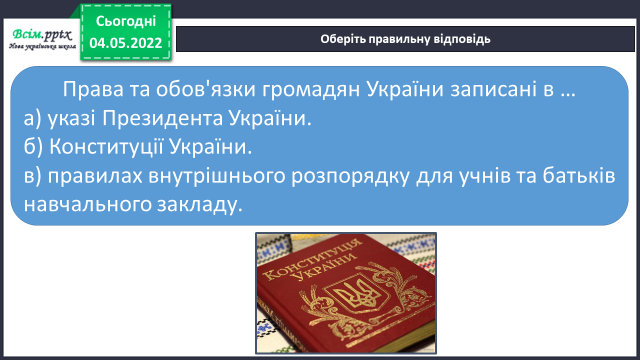 Всім.pptx
Нова українська школа
Сьогодні
04.05.2022
Оберіть правильну відповідь
Права та обов'язки громадян України записані в …
а) указі Президента України.
б) Конституції України.
в) правилах внутрішнього розпорядку для учнів та батьків
навчального закладу.
КОНСТИТУЦІЯ
УКРАЇНИ